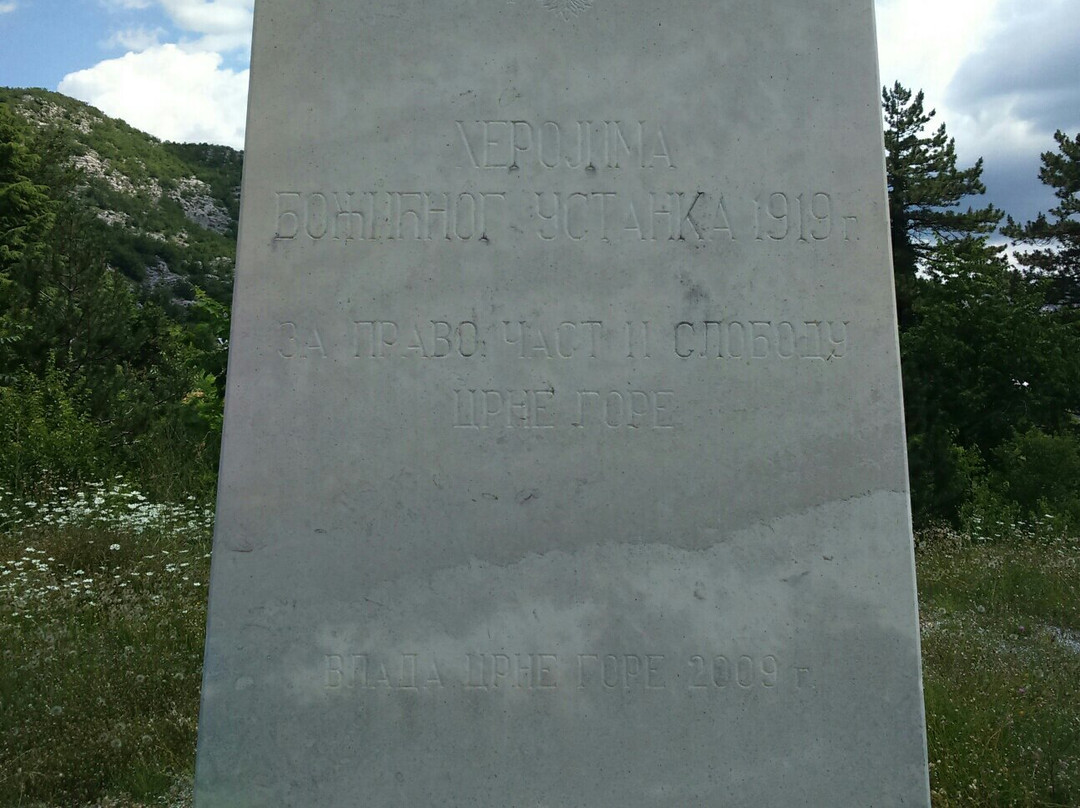 ХЕРОЈИМА
БОЖИЋНОГ УСТАНКА 1919 г.
ЗА ПРАВО, ЧАСТ И СЛОБОДУ
ЦРНЕ ГОРЕ
ВЛАДА ЦРНЕ ГОРЕ 2009 г.